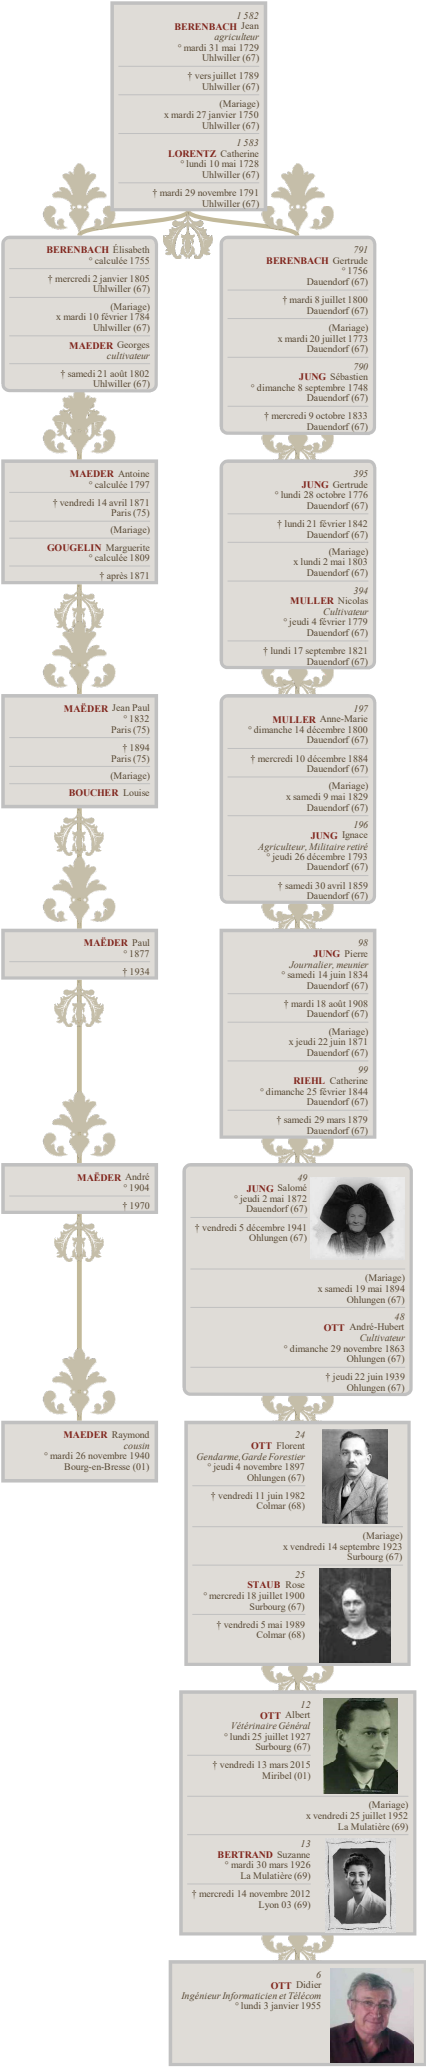 1 582
BERENBACH Jean
agriculteur
° mardi 31 mai 1729
Uhlwiller (67)
† vers juillet 1789
Uhlwiller (67)
(Mariage)
x mardi 27 janvier 1750
Uhlwiller (67)
1 583
LORENTZ Catherine
° lundi 10 mai 1728
Uhlwiller (67)
† mardi 29 novembre 1791
Uhlwiller (67)
BERENBACH Élisabeth
° calculée 1755
† mercredi 2 janvier 1805
Uhlwiller (67)
(Mariage)
x mardi 10 février 1784
Uhlwiller (67)
MAEDER Georges
cultivateur
† samedi 21 août 1802
Uhlwiller (67)
MAEDER Antoine
° calculée 1797
† vendredi 14 avril 1871
Paris (75)
(Mariage)
GOUGELIN Marguerite
° calculée 1809
† après 1871
MAËDER Jean Paul
° 1832
Paris (75)
† 1894
Paris (75)
(Mariage)
BOUCHER Louise
MAËDER Paul
° 1877
† 1934
MAËDER André
° 1904
† 1970
MAEDER Raymond
cousin
° mardi 26 novembre 1940
Bourg-en-Bresse (01)
791
BERENBACH Gertrude
° 1756
Dauendorf (67)
† mardi 8 juillet 1800
Dauendorf (67)
(Mariage)
x mardi 20 juillet 1773
Dauendorf (67)
790
JUNG Sébastien
° dimanche 8 septembre 1748
Dauendorf (67)
† mercredi 9 octobre 1833
Dauendorf (67)
395
JUNG Gertrude
° lundi 28 octobre 1776
Dauendorf (67)
† lundi 21 février 1842
Dauendorf (67)
(Mariage)
x lundi 2 mai 1803
Dauendorf (67)
394
MULLER Nicolas
Cultivateur
° jeudi 4 février 1779
Dauendorf (67)
† lundi 17 septembre 1821
Dauendorf (67)
197
MULLER Anne-Marie
° dimanche 14 décembre 1800
Dauendorf (67)
† mercredi 10 décembre 1884
Dauendorf (67)
(Mariage)
x samedi 9 mai 1829
Dauendorf (67)
196
JUNG Ignace
Agriculteur, Militaire retiré
° jeudi 26 décembre 1793
Dauendorf (67)
† samedi 30 avril 1859
Dauendorf (67)
98
JUNG Pierre
Journalier, meunier
° samedi 14 juin 1834
Dauendorf (67)
† mardi 18 août 1908
Dauendorf (67)
(Mariage)
x jeudi 22 juin 1871
Dauendorf (67)
99
RIEHL Catherine
° dimanche 25 février 1844
Dauendorf (67)
† samedi 29 mars 1879
Dauendorf (67)
49
JUNG Salomé
° jeudi 2 mai 1872
Dauendorf (67)
† vendredi 5 décembre 1941
Ohlungen (67)
(Mariage)
x samedi 19 mai 1894
Ohlungen (67)
48
OTT André-Hubert
Cultivateur
° dimanche 29 novembre 1863
Ohlungen (67)
† jeudi 22 juin 1939
Ohlungen (67)
24
OTT Florent
Gendarme,Garde Forestier
° jeudi 4 novembre 1897
Ohlungen (67)
† vendredi 11 juin 1982
Colmar (68)
(Mariage)
x vendredi 14 septembre 1923
Surbourg (67)
25
STAUB Rose
° mercredi 18 juillet 1900
Surbourg (67)
† vendredi 5 mai 1989
Colmar (68)
12
OTT Albert
Vétérinaire Général
° lundi 25 juillet 1927
Surbourg (67)
† vendredi 13 mars 2015
Miribel (01)
(Mariage)
x vendredi 25 juillet 1952
La Mulatière (69)
13
BERTRAND Suzanne
° mardi 30 mars 1926
La Mulatière (69)
† mercredi 14 novembre 2012
Lyon 03 (69)
6
OTT Didier
Ingénieur Informaticien et Télécom
° lundi 3 janvier 1955